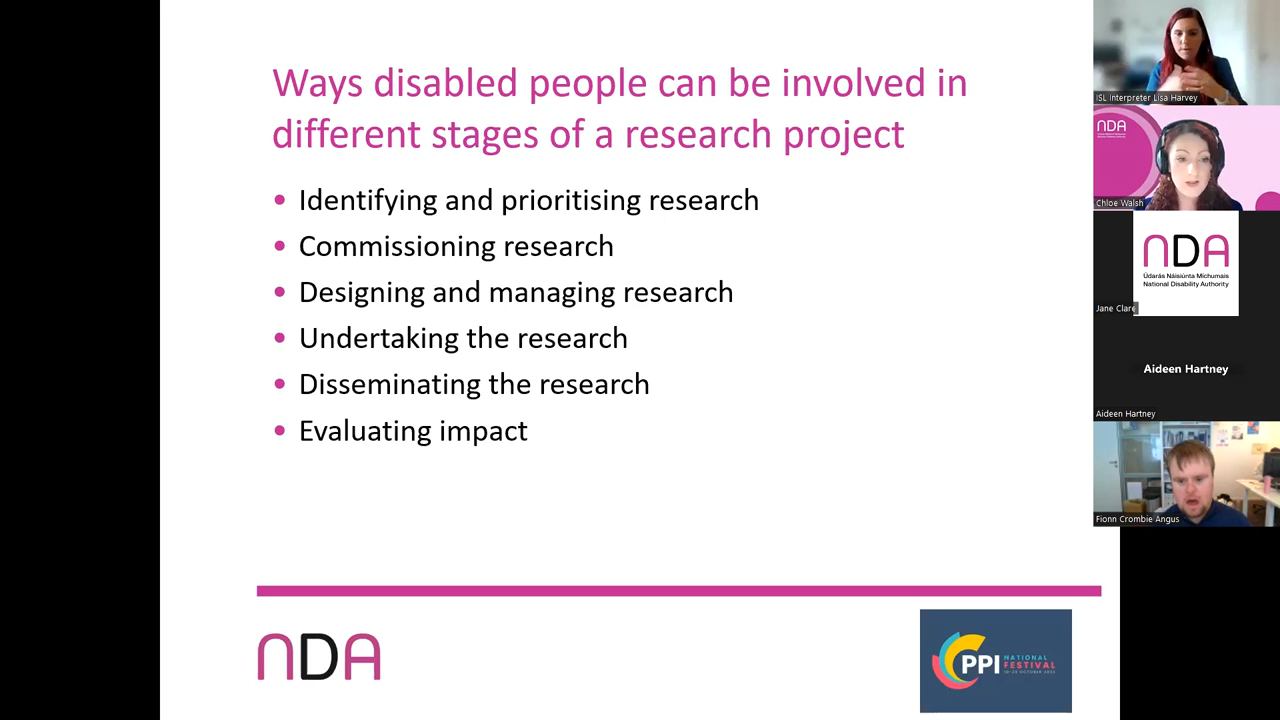 Ways disabled people can be involved in
different stages of a research project
• Identifying and prioritising research
• Commissioning research
• Designing and managing research
• Undertaking the research
• Disseminating the research
• Evaluating impact
NDA
PPI
NATIONAL
FESTIVAL
ISL Interpreter Lisa Harvey
NDA
Chloe Walsh
NDA
Údarás Náisiúnta Míchumais
National Disability Authority
Jane Clare
Aideen Hartney
Aideen Hartney
Fionn Crombie Angus